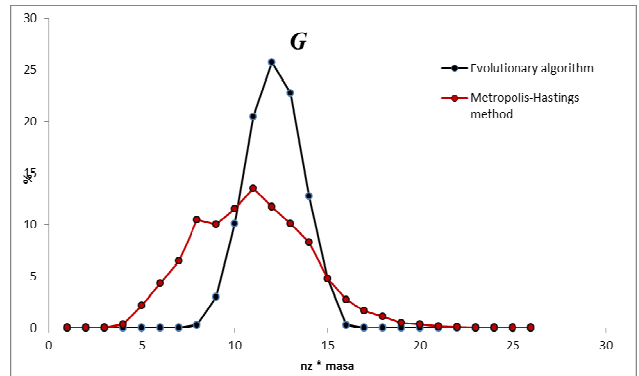 30
G
25
Evolutionary algorithm
Metropolis-Hastings
method
20
15
%
10
5
0
0 5 10 15 20 25 30
nz * masa